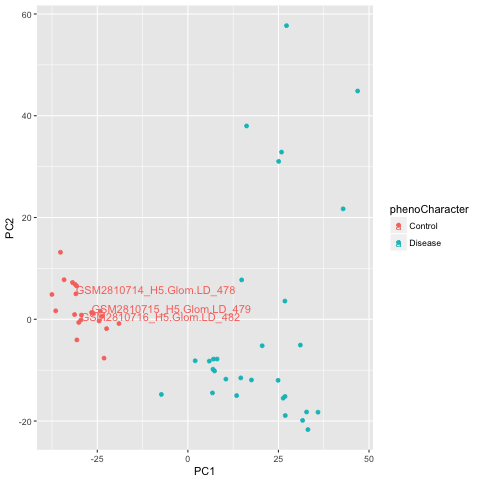 60
40
20
0
-20
-25
0
25
50
PC1
PC2
GSM2810714_H5.Glom.LD_478
GSM2810715_H5.Glom.LD_479
GSM2810716_H5.Glom.LD_482
phenoCharacter
Control
Disease